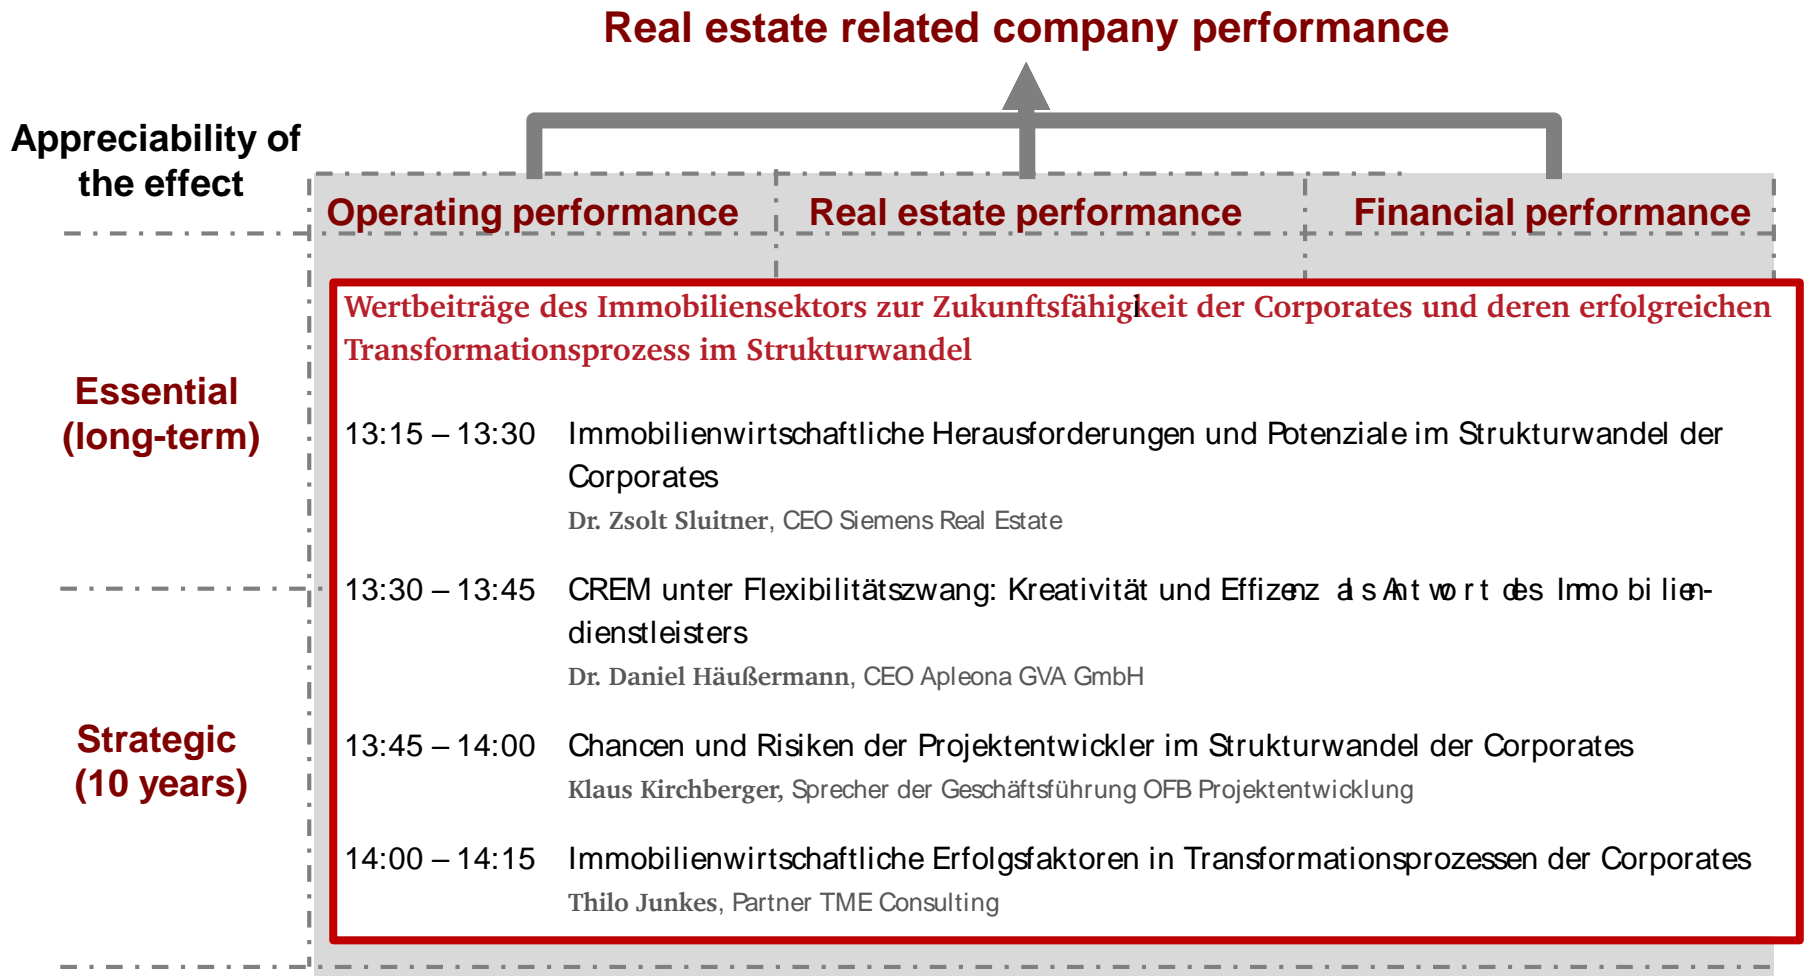 Real estate related company performance
Appreciability of
the effect
Operating performance
Real estate performance
Financial performance
Essential
(long-term)
Strategic
(10 years)
Wertbeiträge des Immobiliensektors zur Zukunftsfähigkeit der Corporates und deren erfolgreichen
Transformationsprozess im Strukturwandel
13:15 – 13:30 Immobilienwirtschaftliche Herausforderungen und Potenziale im Strukturwandel der
Corporates
Dr. Zsolt Sluitner, CEO Siemens Real Estate
13:30 – 13:45 CREM unter Flexibilitätszwang: Kreativität und Effizenz als Antwort des Immobilien-
dienstleisters
Dr. Daniel Häußermann, CEO Apleona GVA GmbH
13:45 – 14:00 Chancen und Risiken der Projektentwickler im Strukturwandel der Corporates
Klaus Kirchberger, Sprecher der Geschäftsführung OFB Projektentwicklung
14:00 – 14:15 Immobilienwirtschaftliche Erfolgsfaktoren in Transformationsprozessen der Corporates
Thilo Junkes, Partner TME Consulting